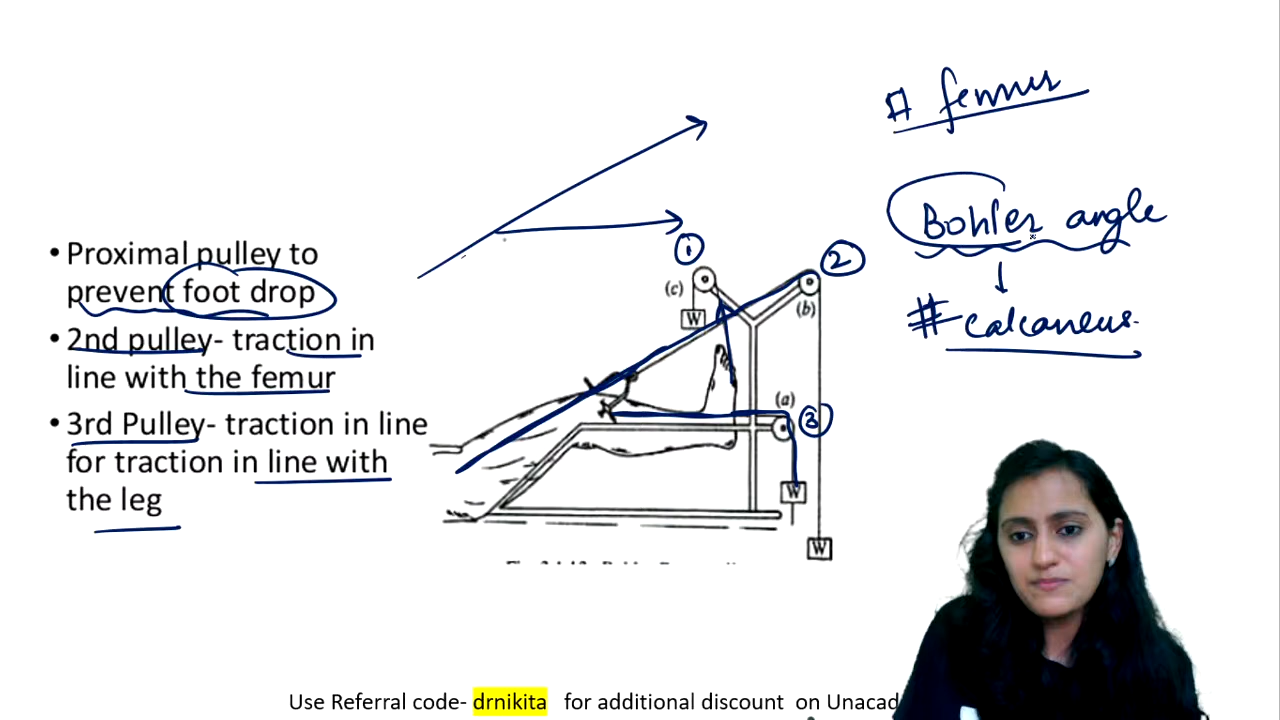 # femur
Bohler angle
# calcaneus.
• Proximal pulley to
prevent foot drop
• 2nd pulley- traction in
line with the femur
• 3rd Pulley- traction in line
for traction in line with
the leg
1
2
(c)
W
(b)
(a)
3
W
W
Use Referral code- drnikita for additional discount on Unacad